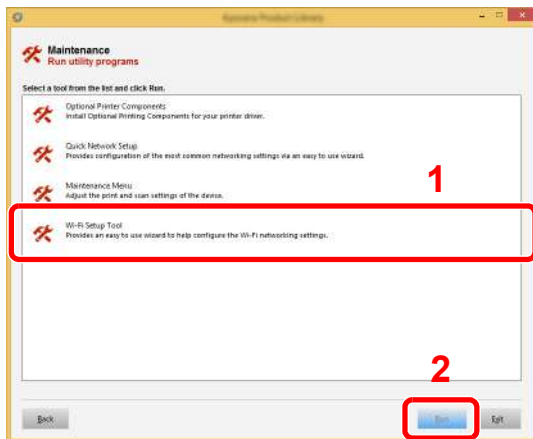 Maintenance
Run utility programs
Select a tool from the list and click Run.
Optional Printer Components
Install Optional Printing Components for your printer driver.
Quick Network Setup
Provides configuration of the most common networking settings via an easy to use wizard.
1
Maintenance Menu
Adjust the print and scan settings of the device.
Wi-Fi Setup Tool
Provides an easy to use wizard to help configure the Wi-Fi networking settings.
2
Back
Run
Exit